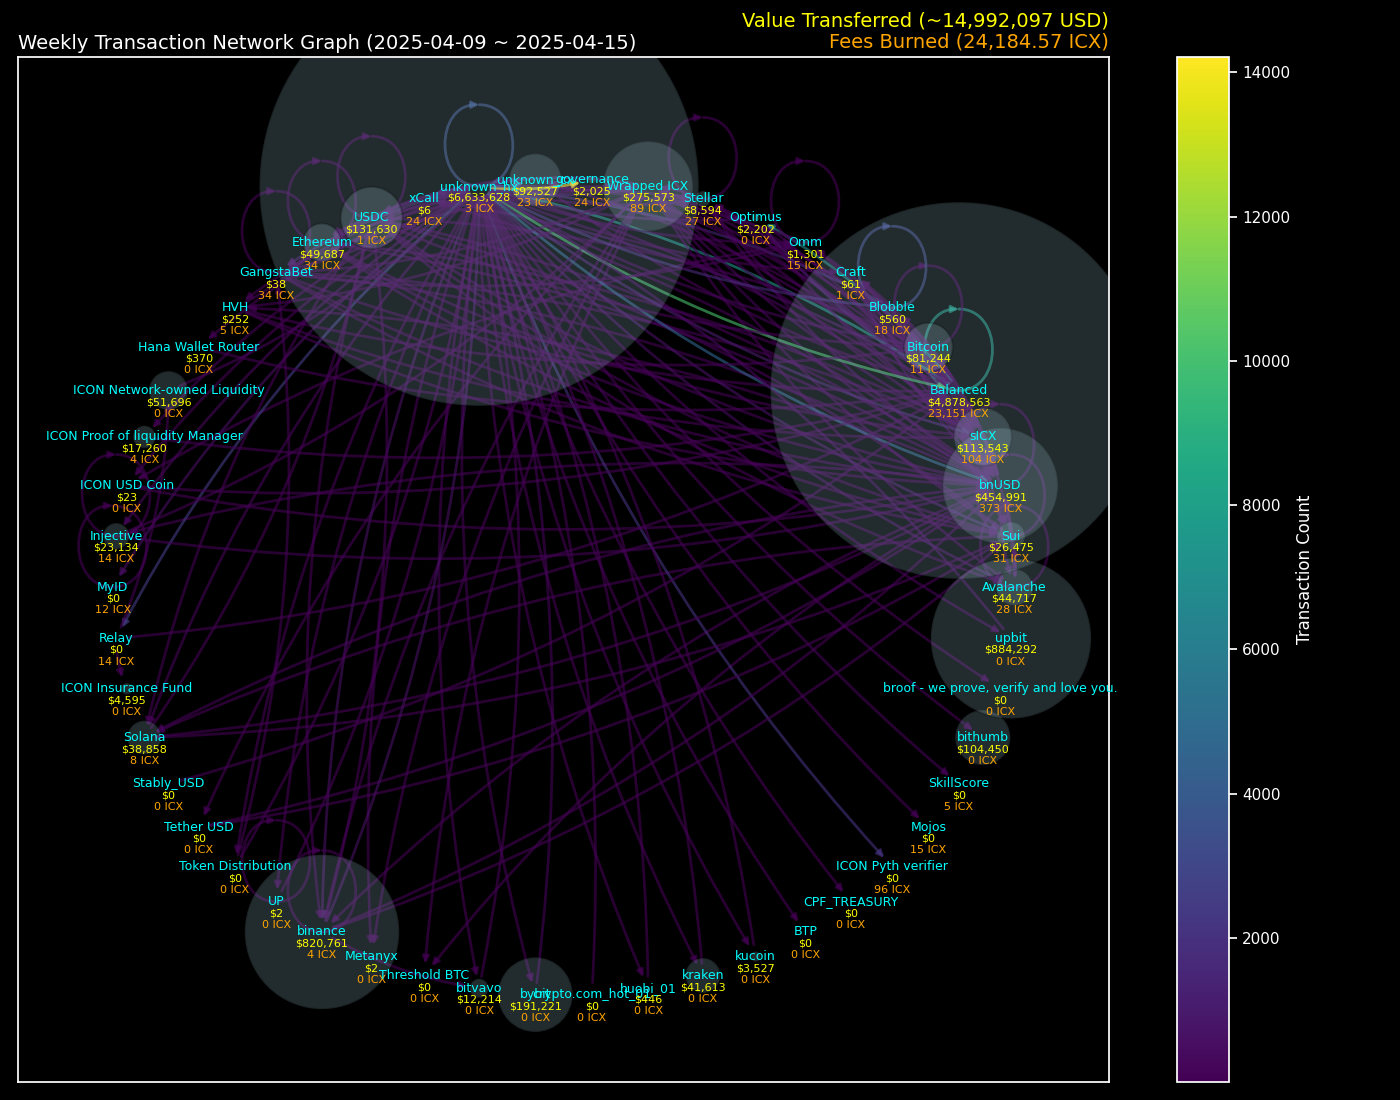 Value Transferred (~14,992,097 USD)
Weekly Transaction Network Graph (2025-04-09 ~ 2025-04-15)
Fees Burned (24,184.57 ICX)
unknown
$6,633,628
3 ICX
unknown
$92,527
23 ICX
governance
$2,025
24 ICX
Wrapped ICX
$275,573
89 ICX
Stellar
$8,594
27 ICX
Optimus
$2,202
0 ICX
Omm
$1,301
15 ICX
Craft
$61
1 ICX
Blobble
$560
18 ICX
Bitcoin
$81,244
11 ICX
Balanced
$4,878,563
23,151 ICX
sICX
$113,543
104 ICX
bnUSD
$454,991
373 ICX
Sui
$26,475
31 ICX
Avalanche
$44,717
28 ICX
upbit
$884,292
0 ICX
broof - we prove, verify and love you.
$0
0 ICX
bithumb
$104,450
0 ICX
SkillScore
$0
5 ICX
Mojos
$0
15 ICX
ICON Pyth verifier
$0
96 ICX
CPF_TREASURY
$0
0 ICX
BTP
$0
0 ICX
kucoin
$3,527
0 ICX
kraken
$41,613
0 ICX
huobi_01
$446
0 ICX
crypto.com_hot
$0
0 ICX
bybit
$191,221
0 ICX
bitvavo
$12,214
0 ICX
Threshold BTC
$0
0 ICX
Metanyx
$2
0 ICX
binance
$820,761
4 ICX
UP
$2
0 ICX
Token Distribution
$0
0 ICX
Tether USD
$0
0 ICX
Stably_USD
$0
0 ICX
Solana
$38,858
8 ICX
ICON Insurance Fund
$4,595
0 ICX
Relay
$0
14 ICX
MyID
$0
12 ICX
Injective
$23,134
14 ICX
ICON USD Coin
$23
0 ICX
ICON Proof of liquidity Manager
$17,260
4 ICX
ICON Network-owned Liquidity
$51,696
0 ICX
Hana Wallet Router
$370
0 ICX
HVH
$252
5 ICX
GangstaBet
$38
34 ICX
Ethereum
$49,687
34 ICX
USDC
$131,630
1 ICX
xCall
$6
24 ICX
14000
12000
10000
8000
6000
4000
2000
Transaction Count